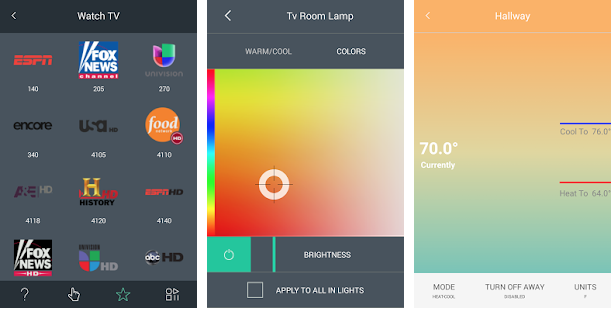 Watch TV
ESPN
FOX
NEWS
channel
UNIVISION
140
205
270
encore
usa HD
food
NETWORK
HD
340
4105
4110
A&E HD
H
HISTORY
ESPN HD
4118
4120
4140
FOX
NEWS
HD
UNIVISION
HD
abc HD
?
Tv Room Lamp
WARM/COOL
COLORS
BRIGHTNESS
APPLY TO ALL IN LIGHTS
Hallway
Cool To 76.0°
70.0°
Currently
Heat To 64.0°
MODE
TURN OFF AWAY
UNITS
HEAT-COOL
DISABLED
F